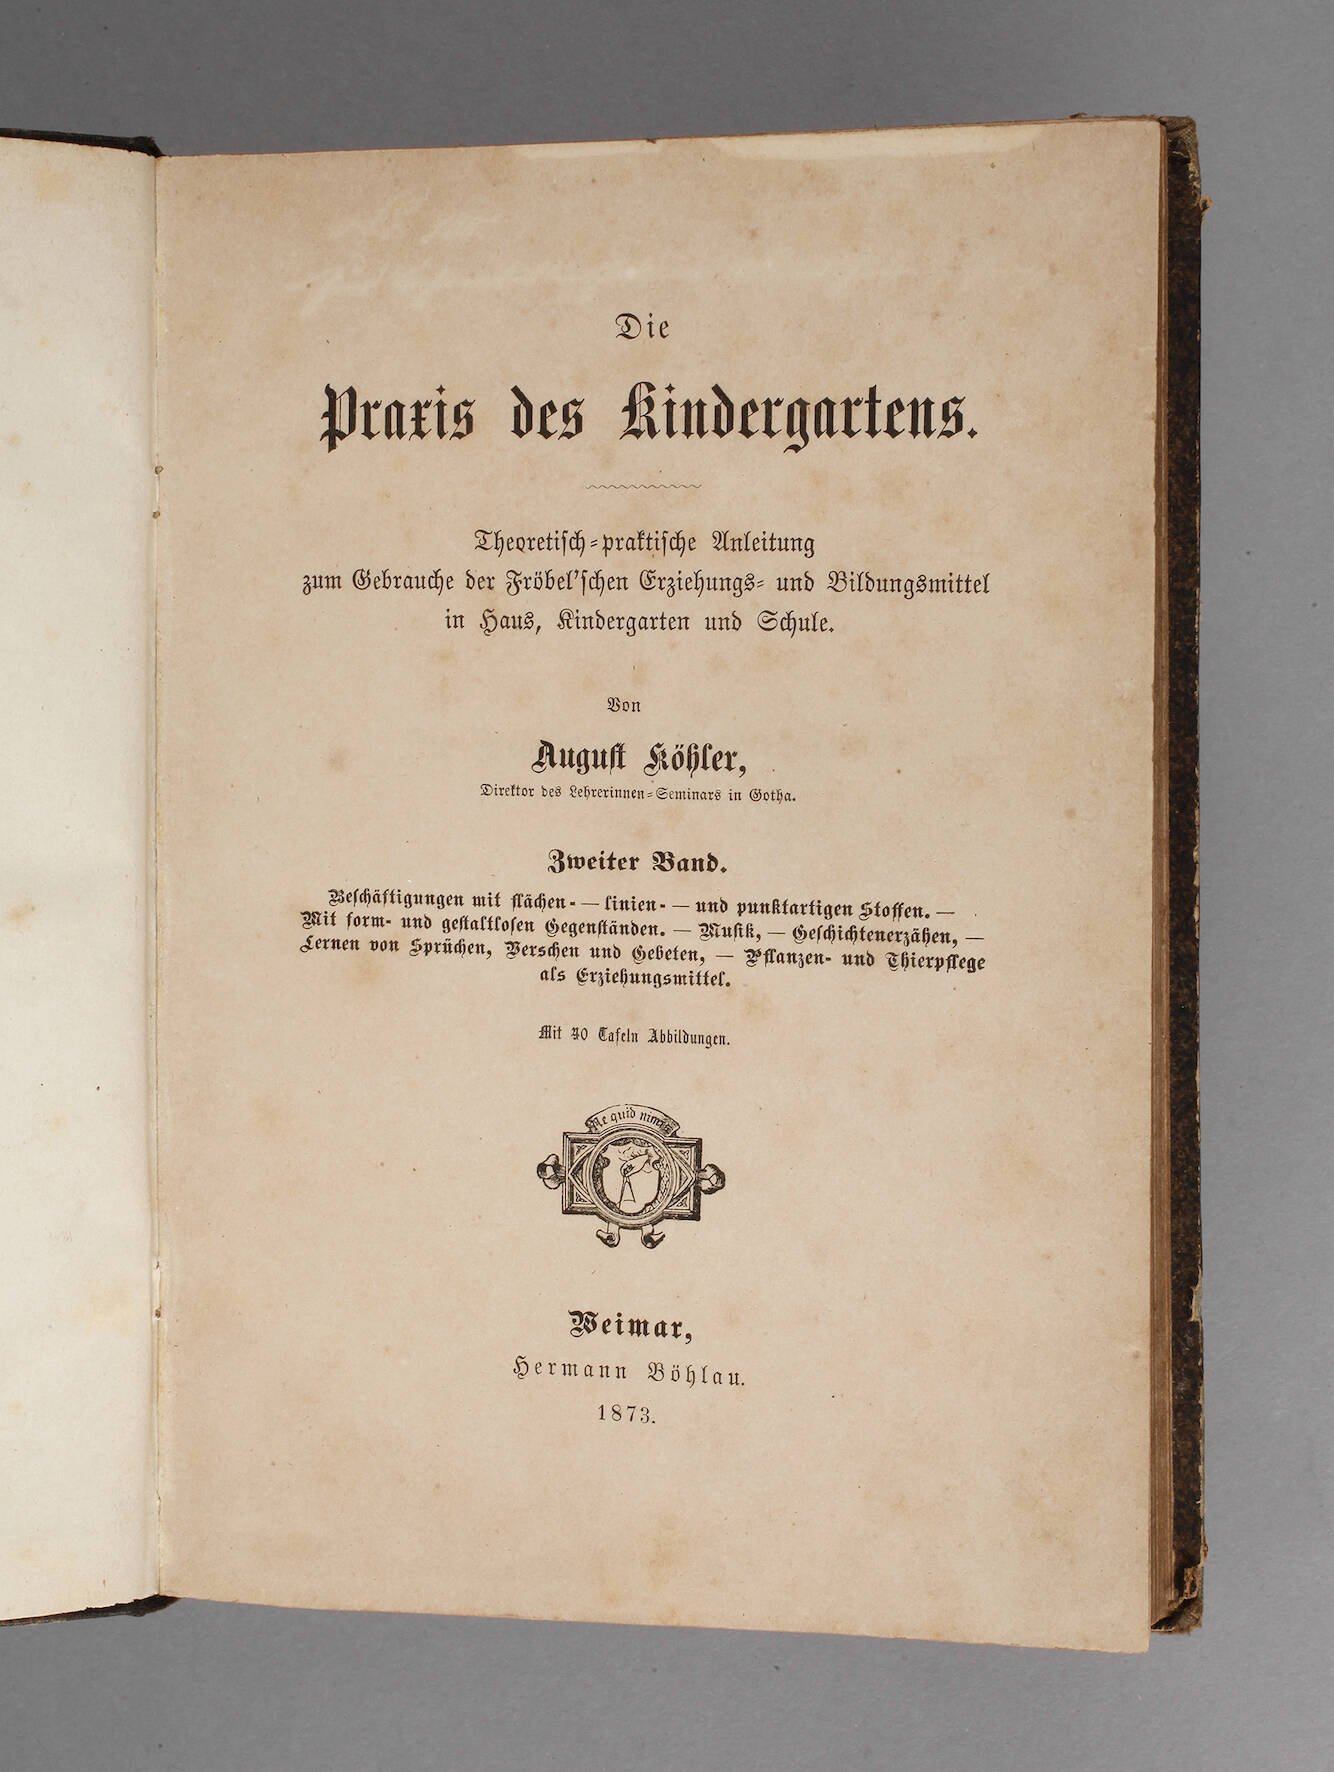 Die
Praxis des Kindergartens.
Theoretisch-praktische Anleitung
zum Gebrauche der Fröbel'schen Erziehungs- und Bildungsmittel
in Haus, Kindergarten und Schule.
Von
August Köhler,
Direktor des Lehrerinnen-Seminars in Gotha.
Zweiter Band.
Beschäftigungen mit flächen- — linien- — und punktartigen Stoffen. —
Mit form- und gestaltlosen Gegenständen. — Musik, — Geschichtenerzähen, —
Lernen von Sprüchen, Verschen und Gebeten, — Pflanzen- und Thierpflege
als Erziehungsmittel.
Mit 40 Tafeln Abbildungen.
Ne quid nimis
Weimar,
Hermann Böhlau.
1873.